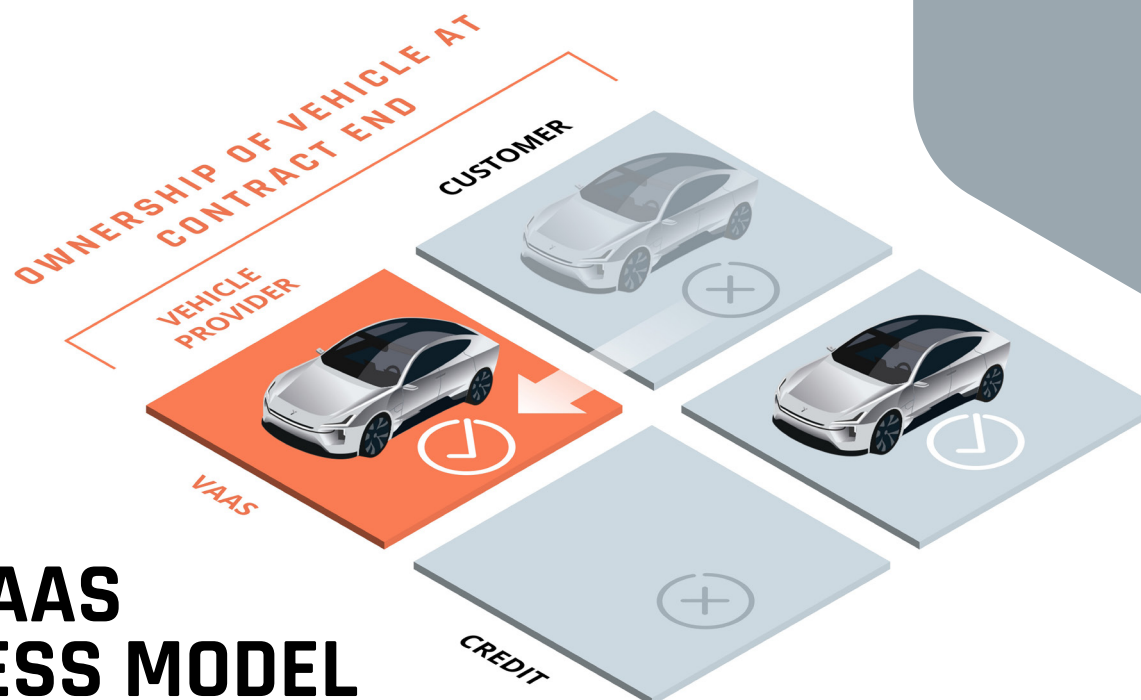 OWNERSHIP OF VEHICLE AT
CONTRACT END
CUSTOMER
VEHICLE
PROVIDER
VAAS
CREDIT
AAS
ESS MODEL